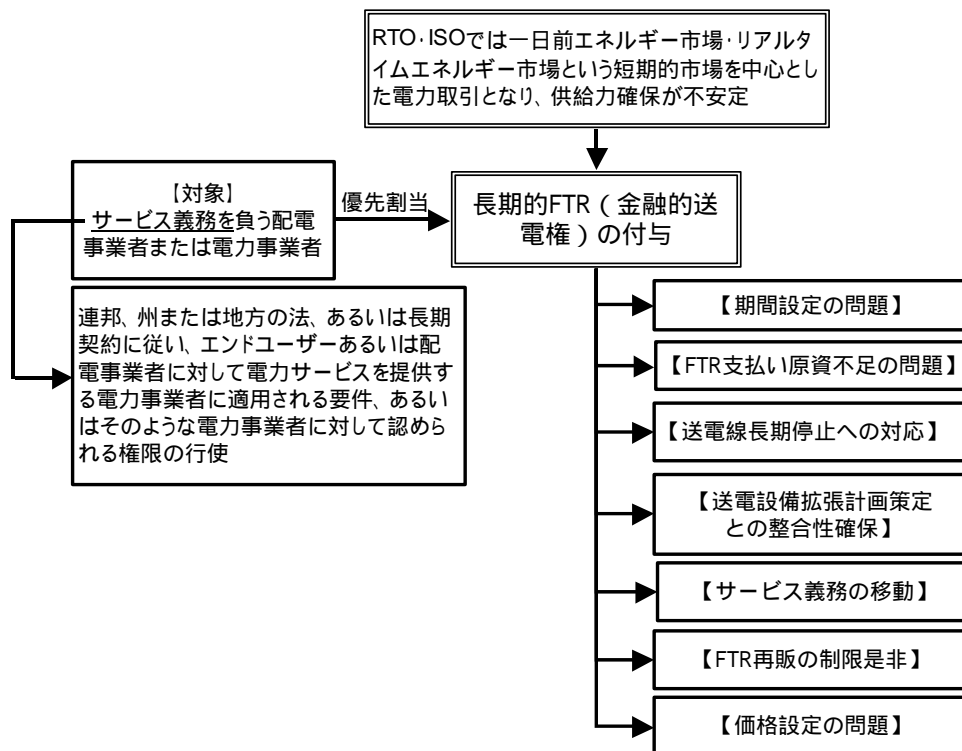 RTO･ISOでは一日前エネルギー市場･リアルタ
イムエネルギー市場という短期的市場を中心とし
た電力取引となり、供給力確保が不安定
【対象】
サービス義務を負う配電
事業者または電力事業者
優先割当
長期的FTR（金融的送
電権）の付与
連邦、州または地方の法、あるいは長期
契約に従い、エンドユーザーあるいは配
電事業者に対して電力サービスを提供す
る電力事業者に適用される要件、あるい
はそのような電力事業者に対して認めら
れる権限の行使
【期間設定の問題】
【FTR支払い原資不足の問題】
【送電線長期停止への対応】
【送電設備拡張計画策定
との整合性確保】
【サービス義務の移動】
【FTR再販の制限是非】
【価格設定の問題】